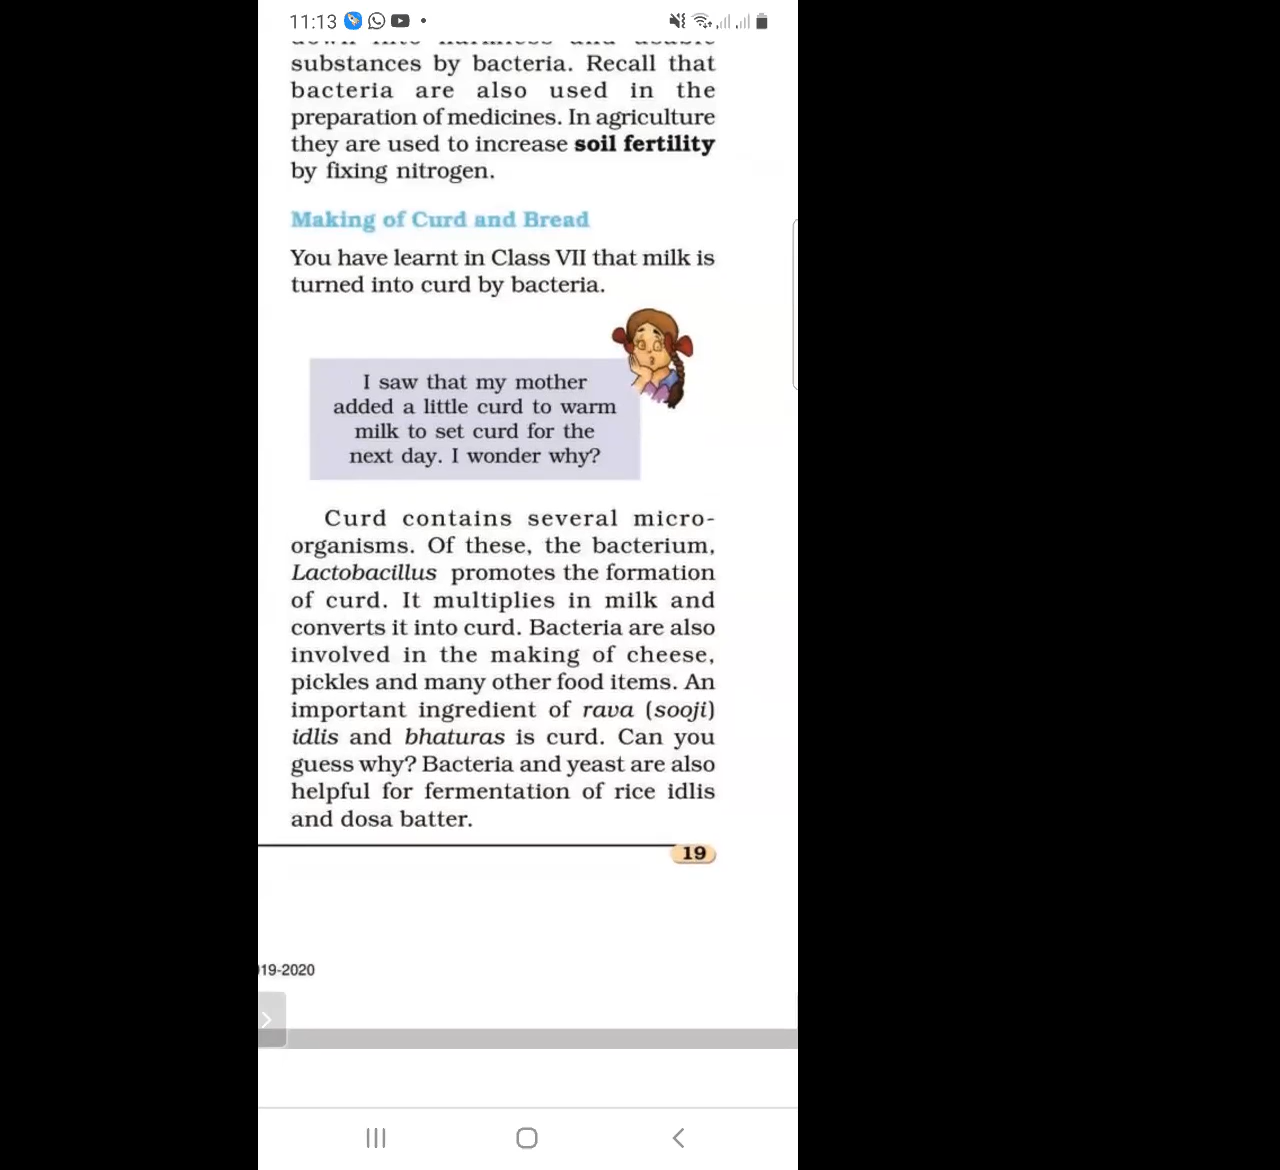 11:13
substances by bacteria. Recall that
bacteria are also used in the
preparation of medicines. In agriculture
they are used to increase soil fertility
by fixing nitrogen.
Making of Curd and Bread
You have learnt in Class VII that milk is
turned into curd by bacteria.
I saw that my mother
added a little curd to warm
milk to set curd for the
next day. I wonder why?
Curd contains several micro-
organisms. Of these, the bacterium,
Lactobacillus promotes the formation
of curd. It multiplies in milk and
converts it into curd. Bacteria are also
involved in the making of cheese,
pickles and many other food items. An
important ingredient of rava (sooji)
idlis and bhaturas is curd. Can you
guess why? Bacteria and yeast are also
helpful for fermentation of rice idlis
and dosa batter.
19
19-2020